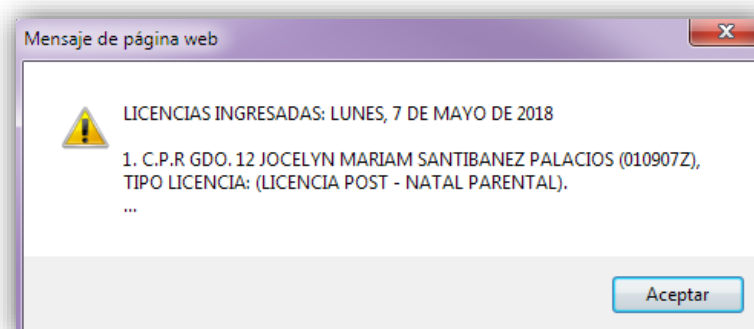 Mensaje de página web
LICENCIAS INGRESADAS: LUNES, 7 DE MAYO DE 2018
1. C.P.R GDO. 12 JOCELYN MARIAM SANTIBANEZ PALACIOS (010907Z),
TIPO LICENCIA: (LICENCIA POST - NATAL PARENTAL).
...
Aceptar